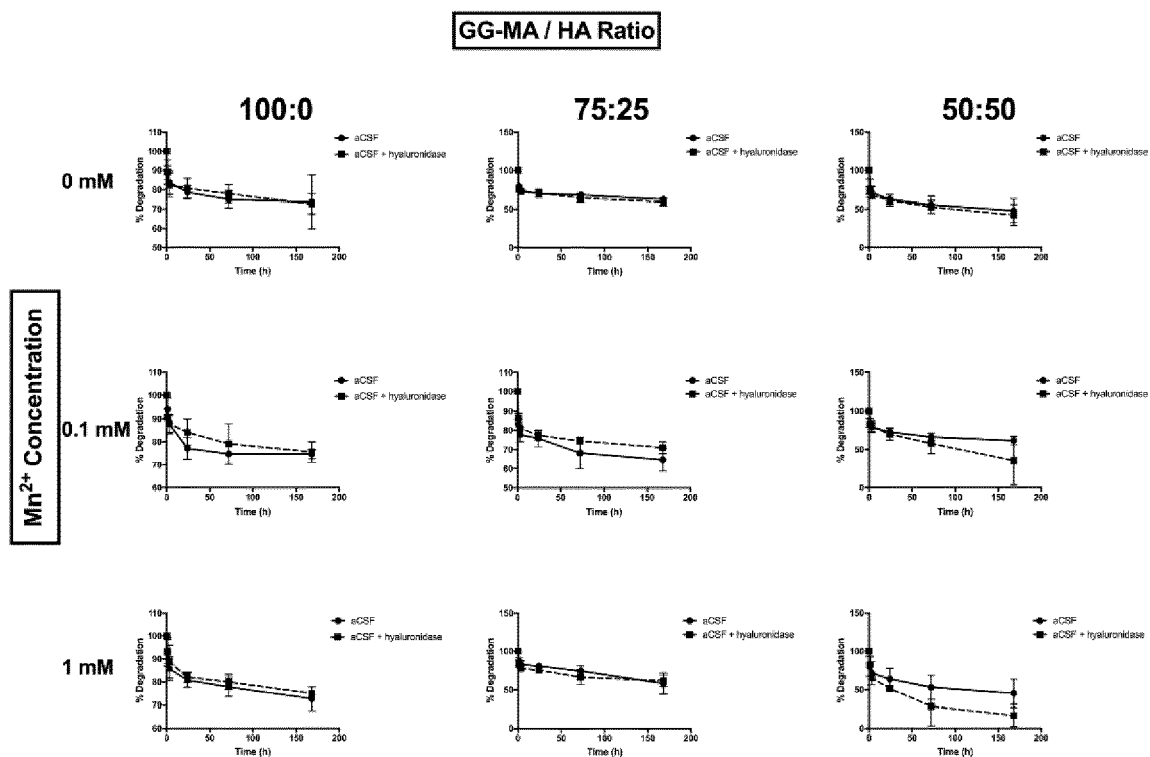 GG-MA / HA Ratio
100:0
75:25
50:50
Mn2+ Concentration
0 mM
110
100
90
80
70
60
50
0
50
100
150
200
% Degradation
Time (h)
aCSF
aCSF + hyaluronidase
150
100
50
0
0
50
100
150
200
% Degradation
Time (h)
aCSF
aCSF + hyaluronidase
150
100
50
0
0
50
100
150
200
% Degradation
Time (h)
aCSF
aCSF + hyaluronidase
0.1 mM
110
100
90
80
70
60
0
50
100
150
200
% Degradation
Time (h)
aCSF
aCSF + hyaluronidase
110
100
90
80
70
60
50
0
50
100
150
200
% Degradation
Time (h)
aCSF
aCSF + hyaluronidase
150
100
50
0
0
50
100
150
200
% Degradation
Time (h)
aCSF
aCSF + hyaluronidase
1 mM
110
100
90
80
70
60
0
50
100
150
200
% Degradation
Time (h)
aCSF
aCSF + hyaluronidase
150
100
50
0
0
50
100
150
200
% Degradation
Time (h)
aCSF
aCSF + hyaluronidase
150
100
50
0
0
50
100
150
200
% Degradation
Time (h)
aCSF
aCSF + hyaluronidase